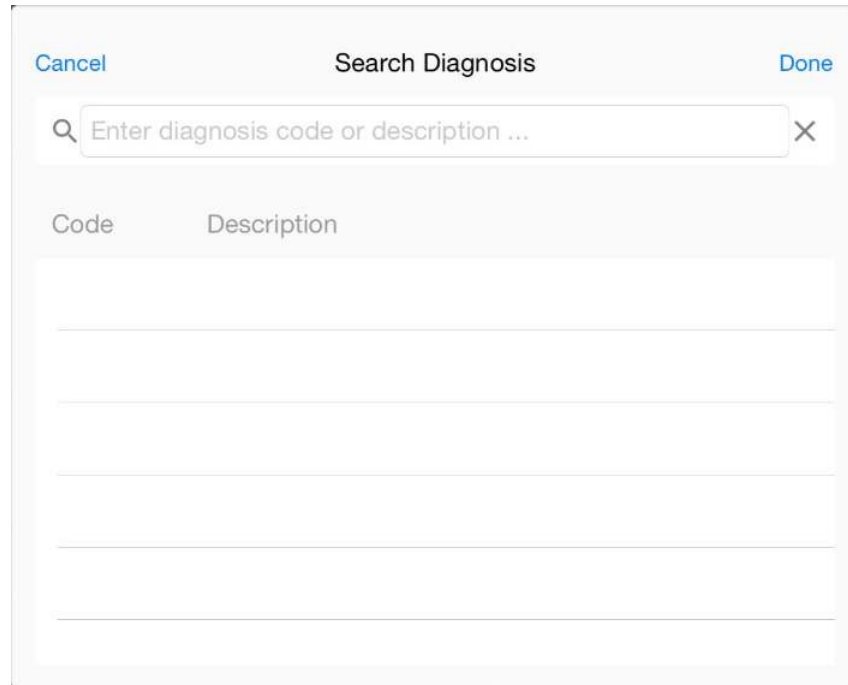 Cancel Search Diagnosis Done
Enter diagnosis code or description ...
Code Description